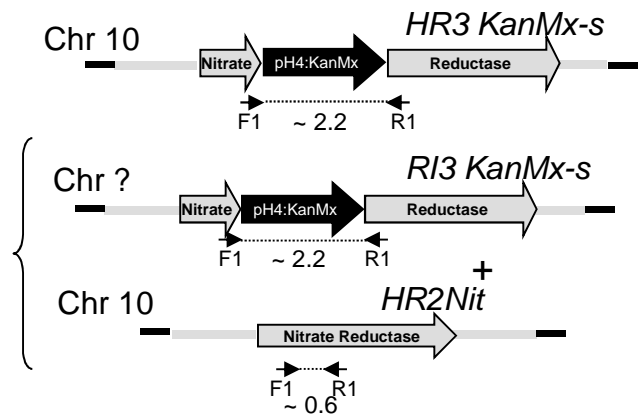 Chr 10
HR3 KanMx-s
Nitrate
pH4:KanMx
Reductase
F1
R1
~ 2.2
Chr ?
RI3 KanMx-s
Nitrate
pH4:KanMx
Reductase
F1
R1
~ 2.2
Chr 10
HR2Nit+
Nitrate Reductase
F1
R1
~ 0.6